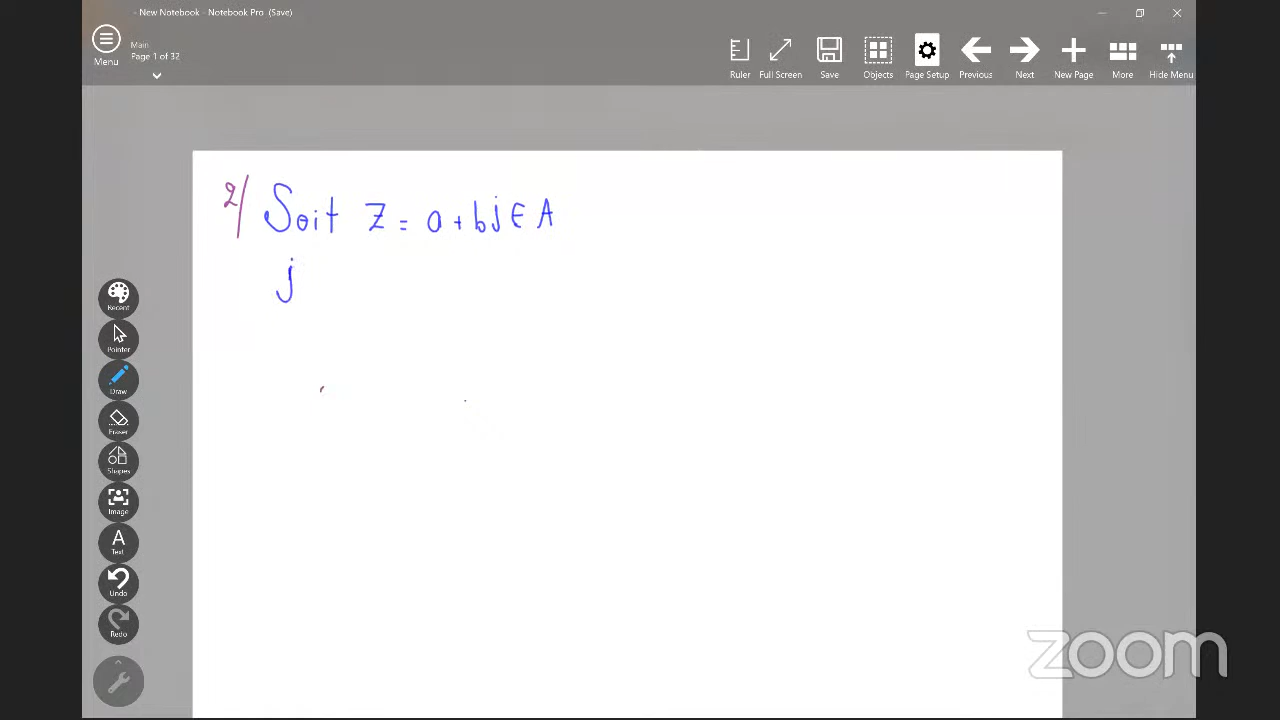 - New Notebook - Notebook Pro (Save)
Menu
Main
Page 1 of 32
Ruler
Full Screen
Save
Objects
Page Setup
Previous
Next
New Page
More
Hide Menu
2/ Soit z = a + bj ∈ A
j
Recent
Pointer
Draw
Eraser
Shapes
Image
A
Text
Undo
Redo
zoom